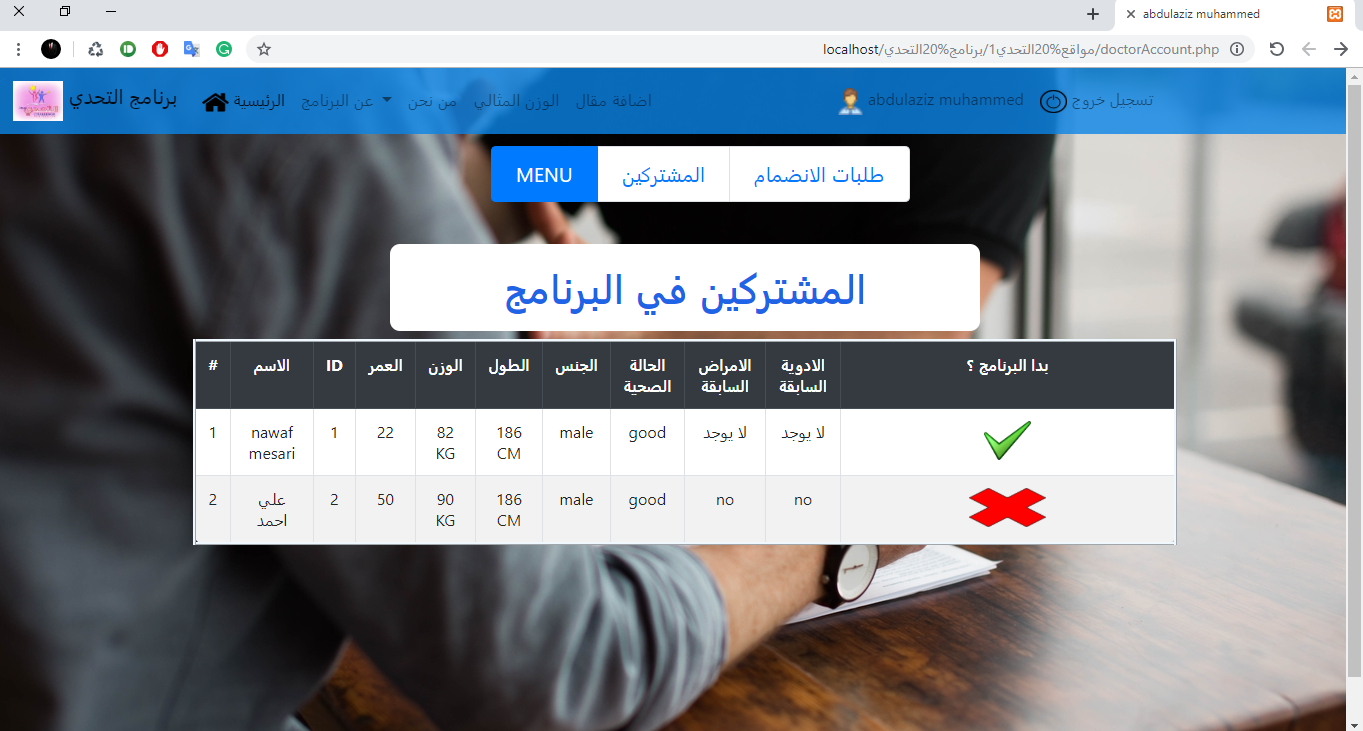 abdulaziz muhammed
localhost/برنامج%20التحدي/مواقع%20التحدي1/doctorAccount.php
برنامج التحدي
الرئيسية
عن البرنامج
من نحن
الوزن المثالي
اضافة مقال
abdulaziz muhammed
تسجيل خروج
MENU
المشتركين
طلبات الانضمام
المشتركين في البرنامج
# الاسم ID العمر الوزن الطول الجنس الحالة الصحية الامراض السابقة الادوية السابقة بدا البرنامج ؟
1 nawaf mesari 1 22 82 KG 186 CM male good لا يوجد لا يوجد
2 علي احمد 2 50 90 KG 186 CM male good no no